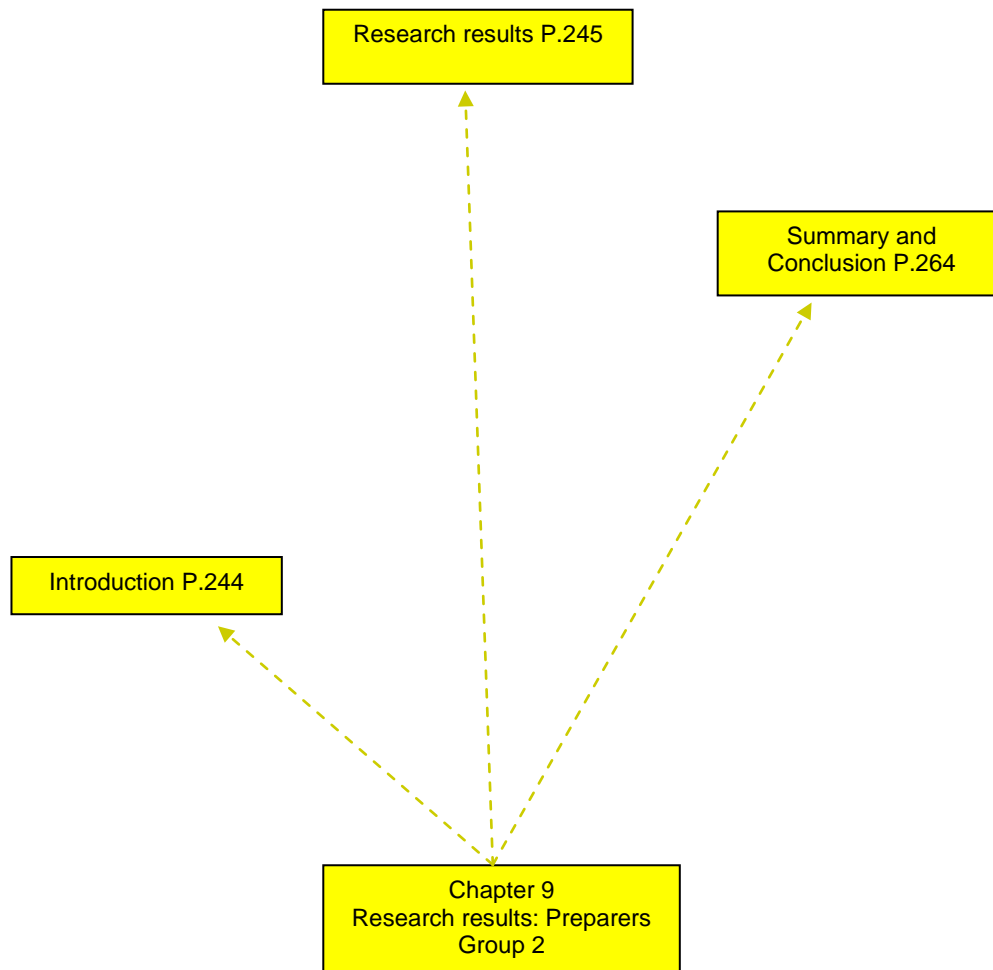 Research results P.245
Summary and
Conclusion P.264
Introduction P.244
Chapter 9
Research results: Preparers
Group 2